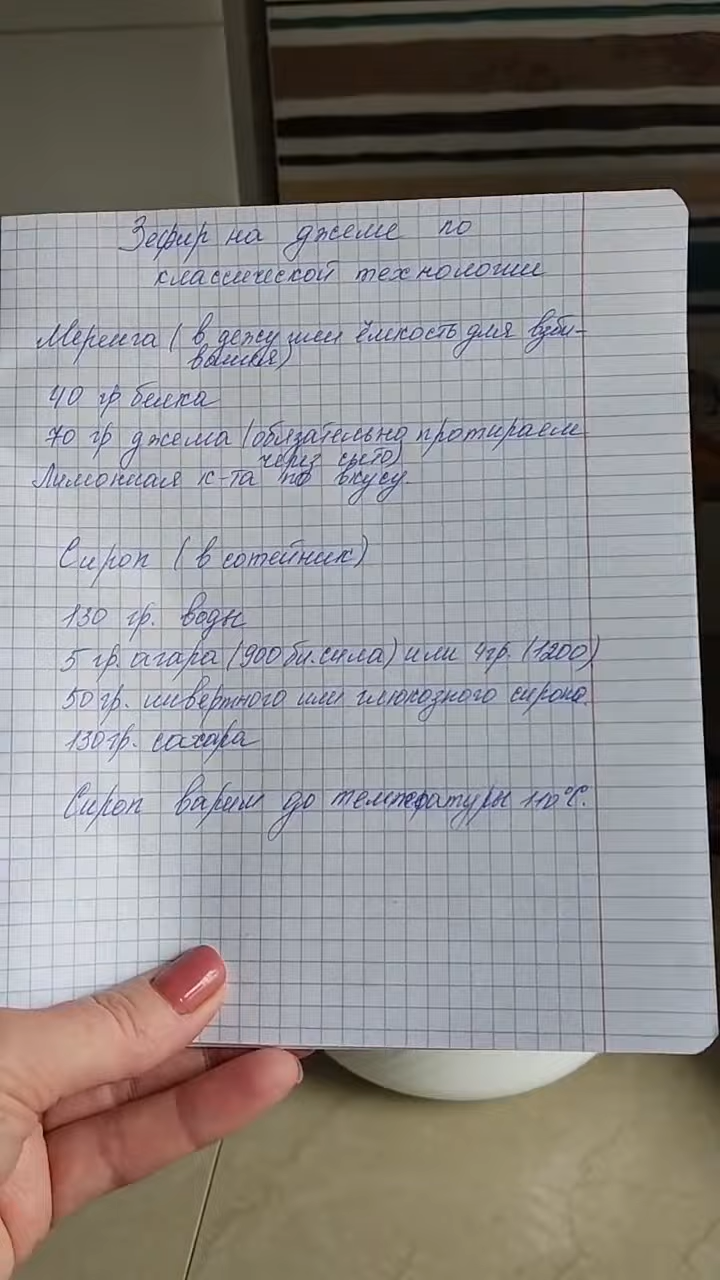 Зефир на джеме по
классической технологии
Меренга (в дежу или ёмкость для взби-
вания)
40 гр белка
70 гр джема (обязательно протираем
через сито)
Лимонная к-та по вкусу.
Сироп (в сотейник)
130 гр. воды
5 гр. агара (900 бл. сила) или 4 гр. (1200)
50 гр. инвертного или глюкозного сиропа.
130 гр. сахара
Сироп варим до температуры 110°С.